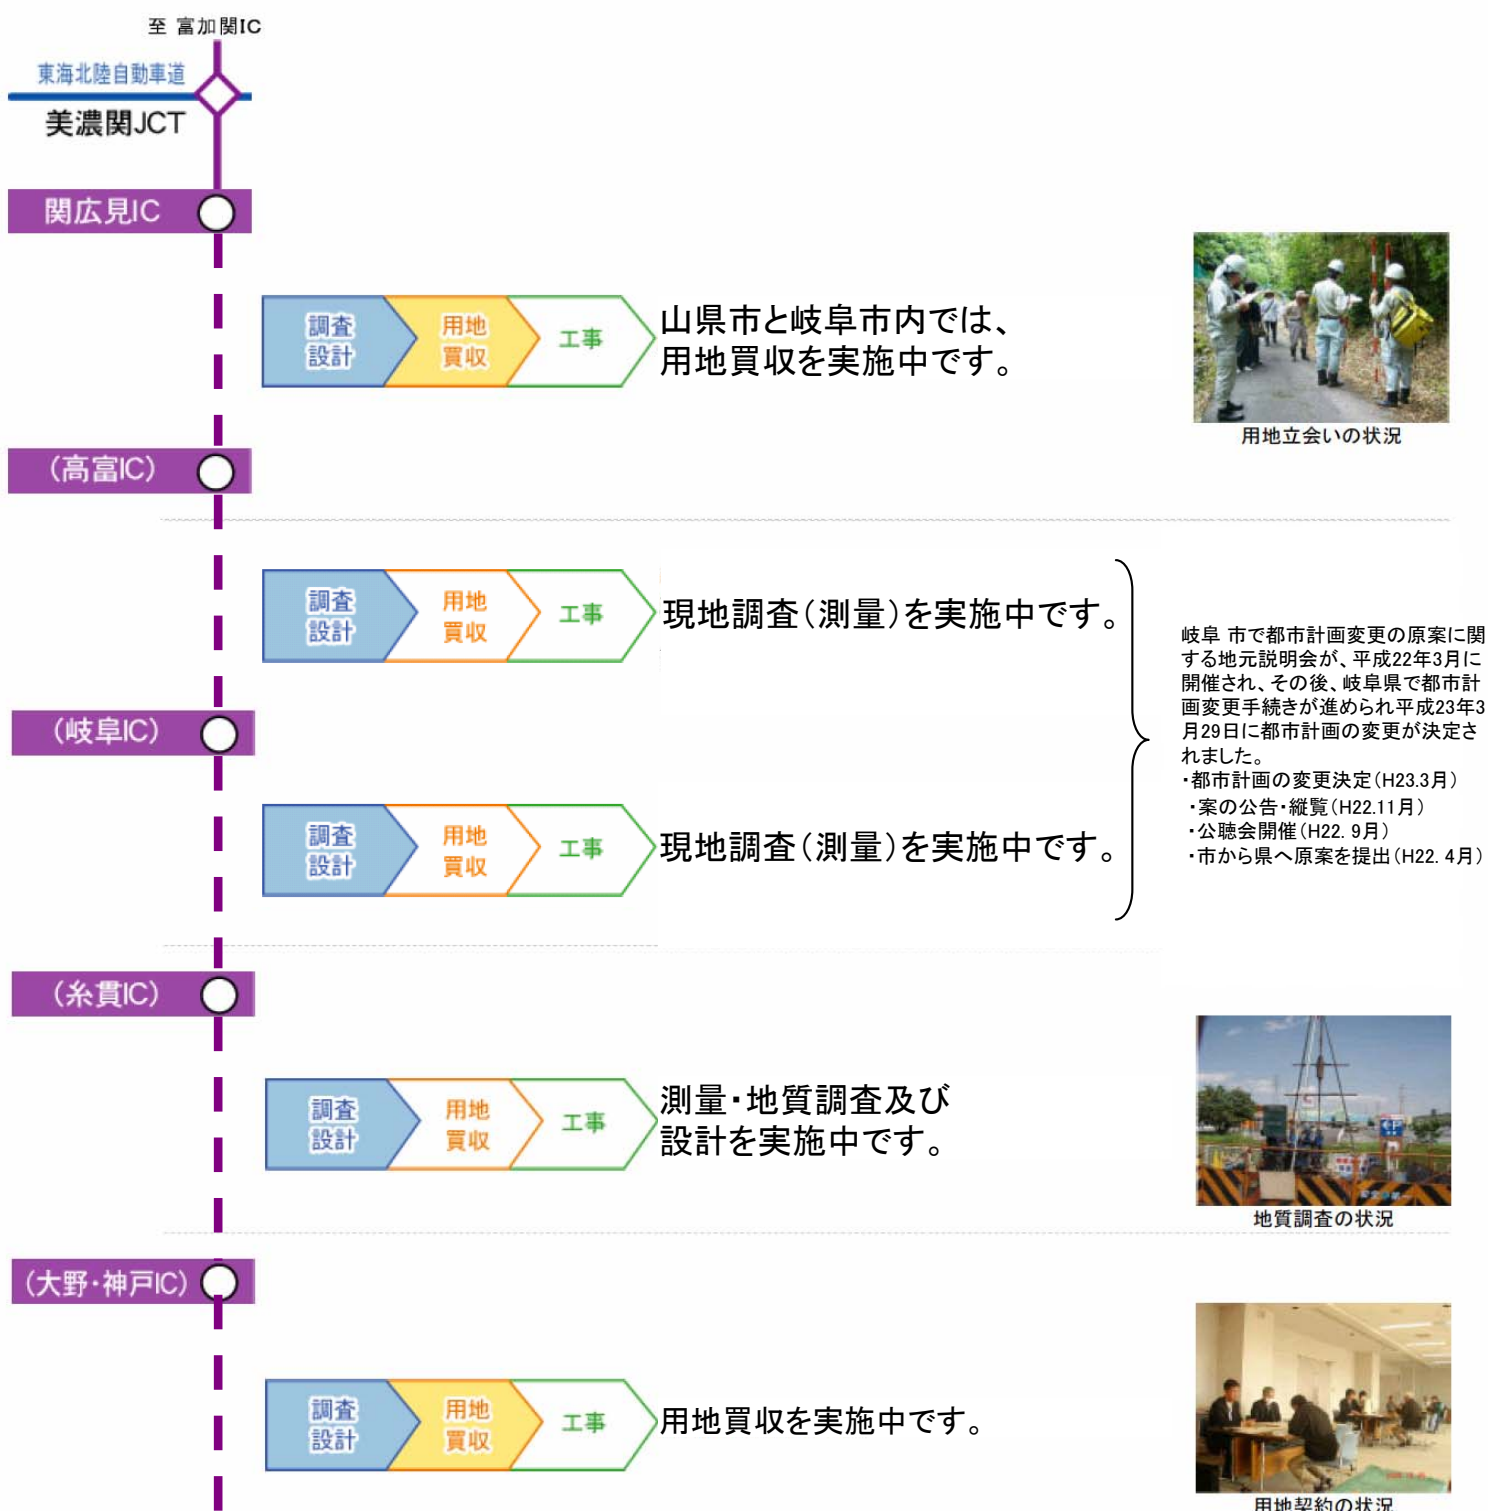 至 富加関IC
東海北陸自動車道
美濃関JCT
関広見IC
調査
設計
用地
買収
工事
山県市と岐阜市内では、
用地買収を実施中です。
用地立会いの状況
（高富IC）
調査
設計
用地
買収
工事
現地調査（測量）を実施中です。
岐阜 市で都市計画変更の原案に関
する地元説明会が、平成22年3月に
開催され、その後、岐阜県で都市計
画変更手続きが進められ平成23年3
月29日に都市計画の変更が決定さ
れました。
・都市計画の変更決定（H23.3月）
・案の公告・縦覧（H22.11月）
・公聴会開催（H22. 9月）
・市から県へ原案を提出（H22. 4月）
（岐阜IC）
調査
設計
用地
買収
工事
現地調査（測量）を実施中です。
（糸貫IC）
調査
設計
用地
買収
工事
測量・地質調査及び
設計を実施中です。
地質調査の状況
（大野・神戸IC）
調査
設計
用地
買収
工事
用地買収を実施中です。
用地契約の状況